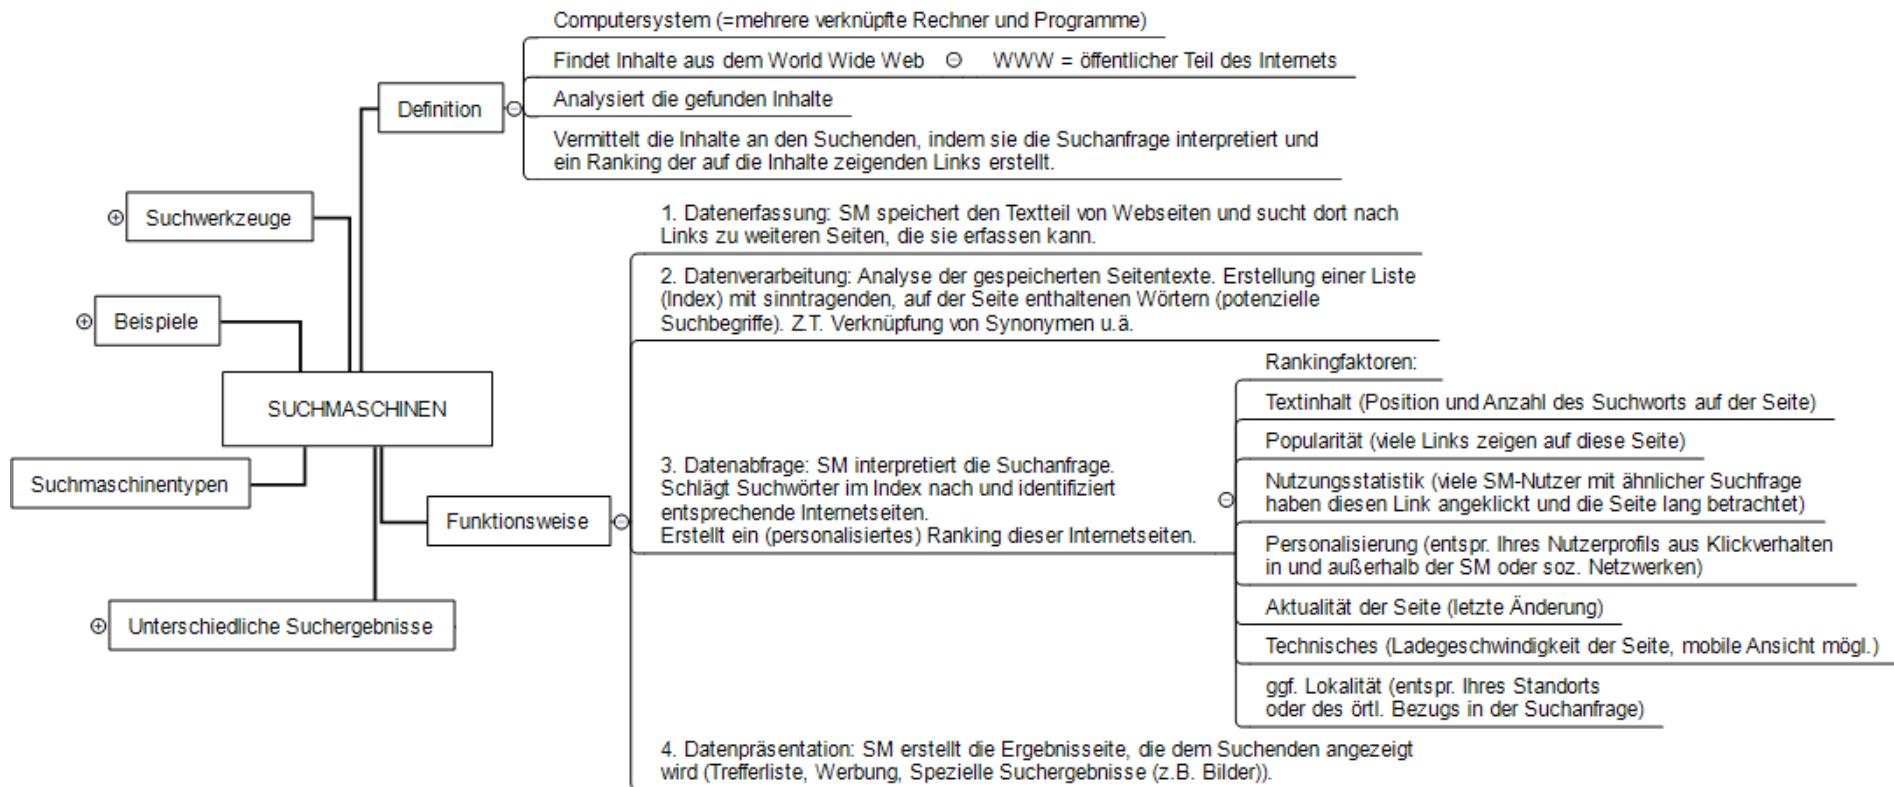 Computersystem (=mehrere verknüpfte Rechner und Programme)
Findet Inhalte aus dem World Wide Web
WWW = öffentlicher Teil des Internets
Definition
Analysiert die gefunden Inhalte
Vermittelt die Inhalte an den Suchenden, indem sie die Suchanfrage interpretiert und
ein Ranking der auf die Inhalte zeigenden Links erstellt.
Suchwerkzeuge
Beispiele
SUCHMASCHINEN
Suchmaschinentypen
Funktionsweise
1. Datenerfassung: SM speichert den Textteil von Webseiten und sucht dort nach
Links zu weiteren Seiten, die sie erfassen kann.
2. Datenverarbeitung: Analyse der gespeicherten Seitentexte. Erstellung einer Liste
(Index) mit sinntragenden, auf der Seite enthaltenen Wörtern (potenzielle
Suchbegriffe). Z.T. Verknüpfung von Synonymen u.ä.
3. Datenabfrage: SM interpretiert die Suchanfrage.
Schlägt Suchwörter im Index nach und identifiziert
entsprechende Internetseiten.
Erstellt ein (personalisiertes) Ranking dieser Internetseiten.
Rankingfaktoren:
Textinhalt (Position und Anzahl des Suchworts auf der Seite)
Popularität (viele Links zeigen auf diese Seite)
Nutzungsstatistik (viele SM-Nutzer mit ähnlicher Suchfrage
haben diesen Link angeklickt und die Seite lang betrachtet)
Personalisierung (entspr. Ihres Nutzerprofils aus Klickverhalten
in und außerhalb der SM oder soz. Netzwerken)
Aktualität der Seite (letzte Änderung)
Technisches (Ladegeschwindigkeit der Seite, mobile Ansicht mögl.)
ggf. Lokalität (entspr. Ihres Standorts
oder des örtl. Bezugs in der Suchanfrage)
4. Datenpräsentation: SM erstellt die Ergebnisseite, die dem Suchenden angezeigt
wird (Trefferliste, Werbung, Spezielle Suchergebnisse (z.B. Bilder)).
Unterschiedliche Suchergebnisse